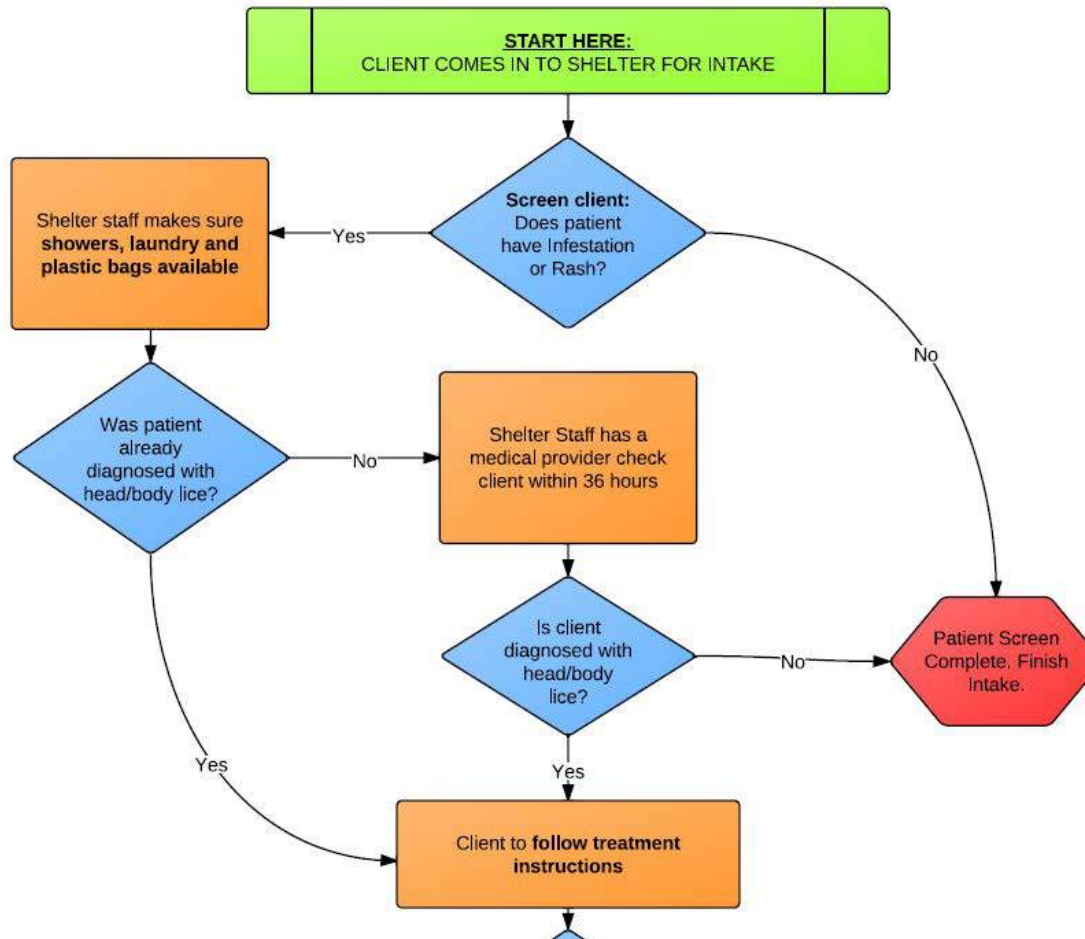 START HERE:
CLIENT COMES IN TO SHELTER FOR INTAKE
Screen client:
Does patient
have Infestation
or Rash?
Yes
No
Shelter staff makes sure
showers, laundry and
plastic bags available
Was patient
already
diagnosed with
head/body lice?
No
Yes
Shelter Staff has a
medical provider check
client within 36 hours
Is client
diagnosed with
head/body
lice?
No
Yes
Patient Screen
Complete. Finish
Intake.
Client to follow treatment
instructions